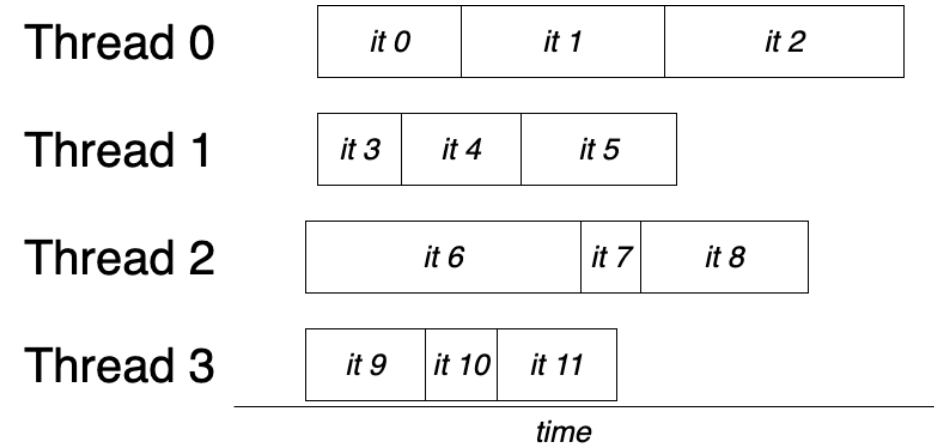 Thread 0 it 0 it 1 it 2
Thread 1 it 3 it 4 it 5
Thread 2 it 6 it 7 it 8
Thread 3 it 9 it 10 it 11
time